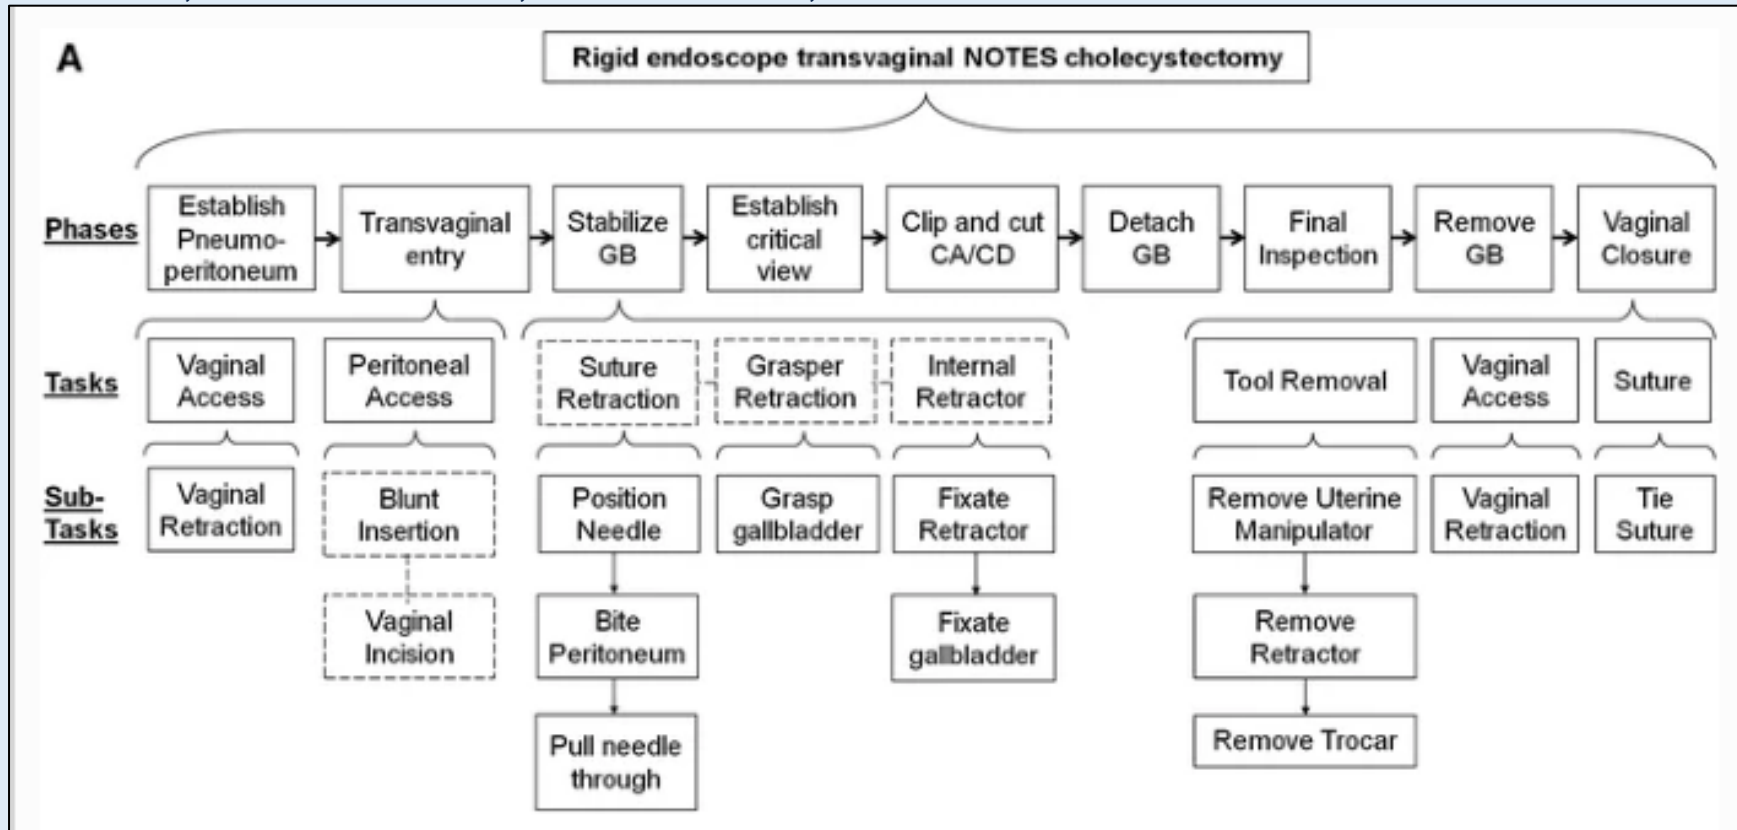 A
Rigid endoscope transvaginal NOTES cholecystectomy
Phases
Establish
Pneumo-
peritoneum
Transvaginal
entry
Stabilize
GB
Establish
critical
view
Clip and cut
CA/CD
Detach
GB
Final
Inspection
Remove
GB
Vaginal
Closure
Tasks
Vaginal
Access
Peritoneal
Access
Suture
Retraction
Grasper
Retraction
Internal
Retractor
Tool Removal
Vaginal
Access
Suture
Sub-
Tasks
Vaginal
Retraction
Blunt
Insertion
Position
Needle
Grasp
gallbladder
Fixate
Retractor
Remove Uterine
Manipulator
Vaginal
Retraction
Tie
Suture
Vaginal
Incision
Bite
Peritoneum
Fixate
gallbladder
Remove
Retractor
Pull needle
through
Remove Trocar